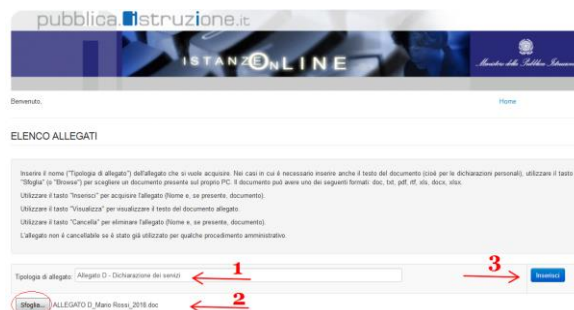 pubblica.istruzione.it
ISTANZE ONLINE
Ministero della Pubblica Istruzione
Benvenuto,
Home
ELENCO ALLEGATI
Inserire il nome ("Tipologia di allegato") dell'allegato che si vuole acquisire. Nei casi in cui è necessario inserire anche il testo del documento (cioè per le dichiarazioni personali), utilizzare il tasto
"Sfoglia" (o "Browse") per scegliere un documento presente sul proprio PC. Il documento può avere uno dei seguenti formati: doc, txt, pdf, rtf, xls, docx, xlsx.
Utilizzare il tasto "Inserisci" per acquisire l'allegato (Nome e, se presente, documento).
Utilizzare il tasto "Visualizza" per visualizzare il testo del documento allegato.
Utilizzare il tasto "Cancella" per eliminare l'allegato (Nome e, se presente, documento).
L'allegato non è cancellabile se è stato già utilizzato per qualche procedimento amministrativo.
Tipologia di allegato: Allegato D - Dichiarazione dei servizi 1 3 Inserisci
Sfoglia... ALLEGATO D_Mario Rossi_2018.doc 2